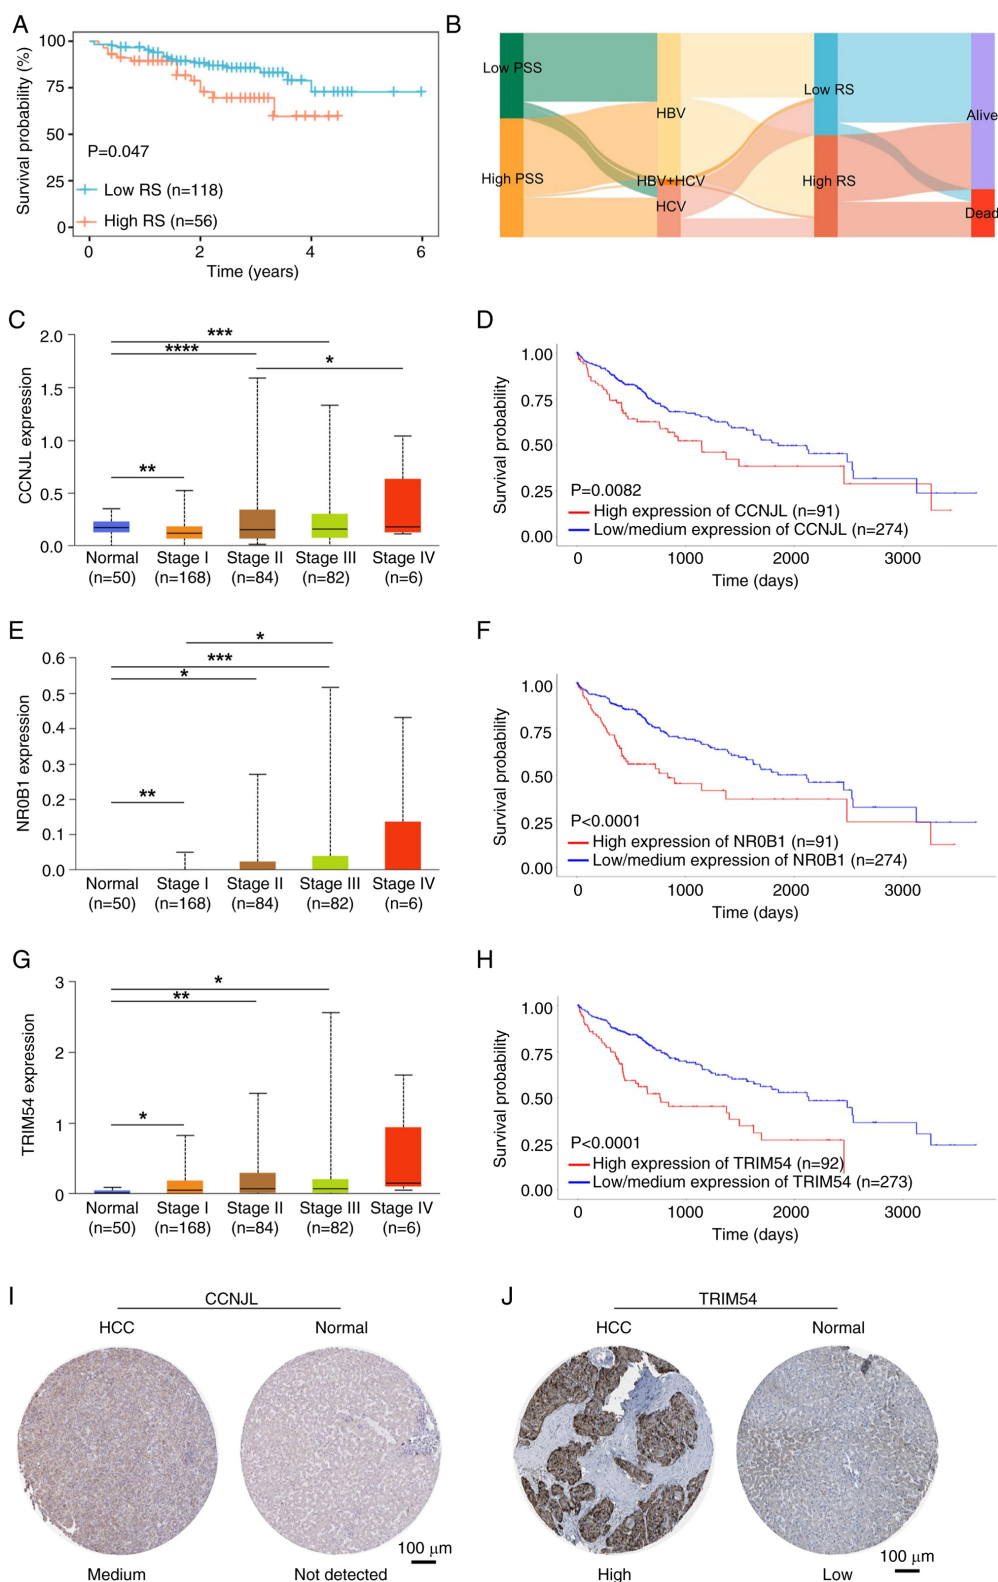 A
Survival probability (%)
100
75
50
25
0
P=0.047
Low RS (n=118)
High RS (n=56)
0 2 4 6
Time (years)
B
Low PSS
High PSS
HBV
HBV+HCV
HCV
Low RS
High RS
Alive
Dead
C
CCNJL expression
2.0
1.5
1.0
0.5
0.0
***
****
*
**
Normal Stage I Stage II Stage III Stage IV
(n=50) (n=168) (n=84) (n=82) (n=6)
D
Survival probability
1.00
0.75
0.50
0.25
0.00
P=0.0082
High expression of CCNJL (n=91)
Low/medium expression of CCNJL (n=274)
0 1000 2000 3000
Time (days)
E
NR0B1 expression
0.6
0.5
0.4
0.3
0.2
0.1
0.0
*
***
*
**
Normal Stage I Stage II Stage III Stage IV
(n=50) (n=168) (n=84) (n=82) (n=6)
F
Survival probability
1.00
0.75
0.50
0.25
0.00
P<0.0001
High expression of NR0B1 (n=91)
Low/medium expression of NR0B1 (n=274)
0 1000 2000 3000
Time (days)
G
TRIM54 expression
3
2
1
0
*
**
*
Normal Stage I Stage II Stage III Stage IV
(n=50) (n=168) (n=84) (n=82) (n=6)
H
Survival probability
1.00
0.75
0.50
0.25
0.00
P<0.0001
High expression of TRIM54 (n=92)
Low/medium expression of TRIM54 (n=273)
0 1000 2000 3000
Time (days)
I
CCNJL
HCC Normal
100 μm
Medium Not detected
J
TRIM54
HCC Normal
100 μm
High Low